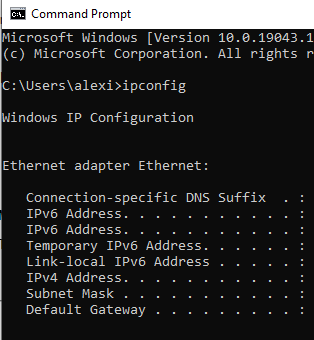 Command Prompt
Microsoft Windows [Version 10.0.19043.1
(c) Microsoft Corporation. All rights r
C:\Users\alexi>ipconfig
Windows IP Configuration
Ethernet adapter Ethernet:
Connection-specific DNS Suffix  . :
IPv6 Address. . . . . . . . . . . :
IPv6 Address. . . . . . . . . . . :
Temporary IPv6 Address. . . . . . :
Link-local IPv6 Address . . . . . :
IPv4 Address. . . . . . . . . . . :
Subnet Mask . . . . . . . . . . . :
Default Gateway . . . . . . . . . :